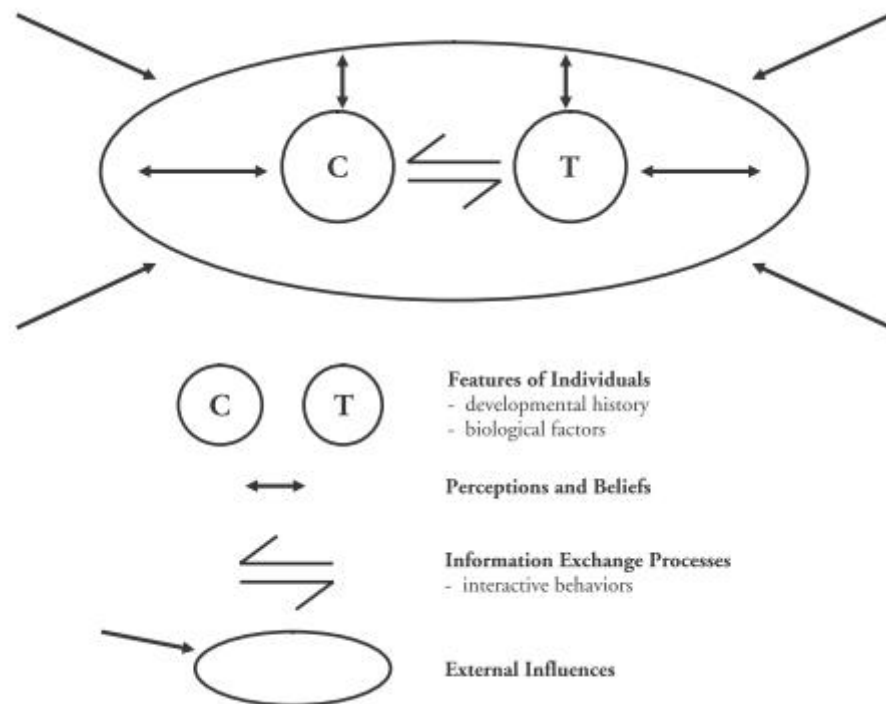 C
T
C
T
Features of Individuals
- developmental history
- biological factors
Perceptions and Beliefs
Information Exchange Processes
- interactive behaviors
External Influences